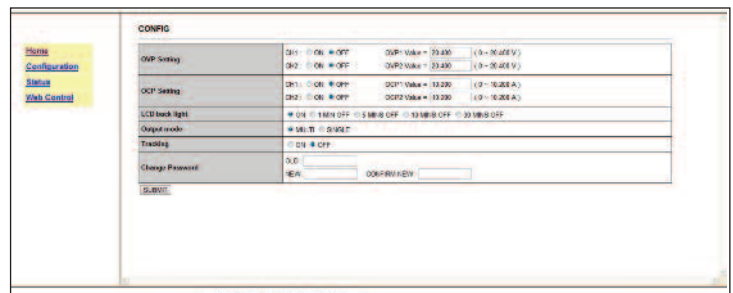 CONFIG
Home
Configuration
Status
Web Control
OVP Setting
CH1: ON OFF OVP1 Value = 20.400 ( 0 ~ 20.400 V )
CH2: ON OFF OVP2 Value = 20.400 ( 0 ~ 20.400 V )
OCP Setting
CH1: ON OFF OCP1 Value = 10.200 ( 0 ~ 10.200 A )
CH2: ON OFF OCP2 Value = 10.200 ( 0 ~ 10.200 A )
LCD back light ON 1 MIN OFF 5 MINS OFF 10 MINS OFF 30 MINS OFF
Output mode MULTI SINGLE
Tracking ON OFF
Change Password
OLD
NEW CONFIRM NEW
SUBMIT